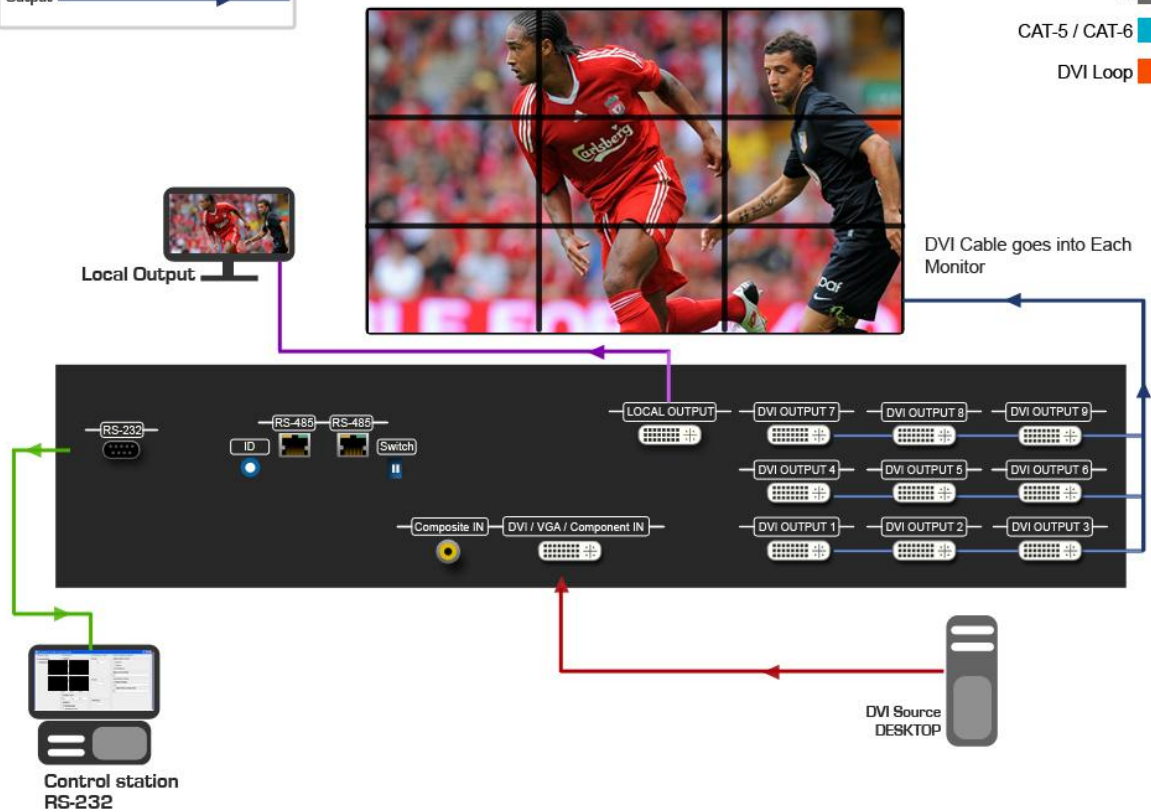 Output
CAT-5 / CAT-6
DVI Loop
Carlsberg
Local Output
DVI Cable goes into Each
Monitor
RS-232
ID
RS-485
RS-485
Switch
LOCAL OUTPUT
DVI OUTPUT 7
DVI OUTPUT 8
DVI OUTPUT 9
DVI OUTPUT 4
DVI OUTPUT 5
DVI OUTPUT 6
Composite IN
DVI / VGA / Component IN
DVI OUTPUT 1
DVI OUTPUT 2
DVI OUTPUT 3
DVI Source
DESKTOP
Control station
RS-232